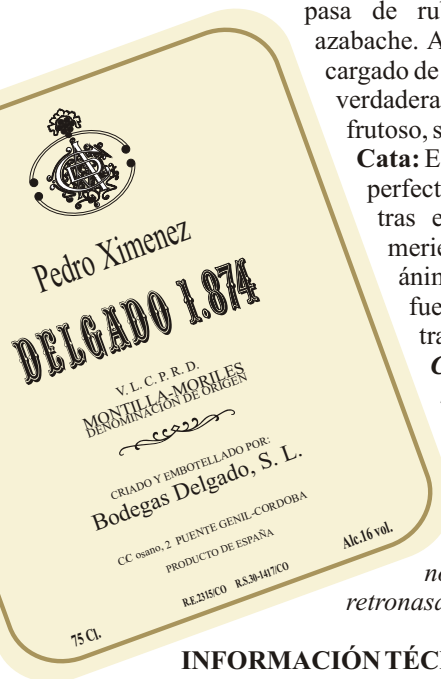 pasa de
azabache. A
cargado de
verdadera
frutoso, s
Cata: E
perfect
tras e
merie
ánim
fue
tra
C
Pedro Ximenez
DELGADO 1.874
V. L. C. P. R. D.
MONTILLA-MORILES
DENOMINACIÓN DE ORIGEN
CRIADO Y EMBOTELLADO POR:
Bodegas Delgado, S. L.
CC osano, 2 PUENTE GENIL-CORDOBA
PRODUCTO DE ESPAÑA
R.E.2315/CO R.S.30-1417/CO
75 Cl.
Alc.16 vol.
no
retronasa
INFORMACIÓN TÉC